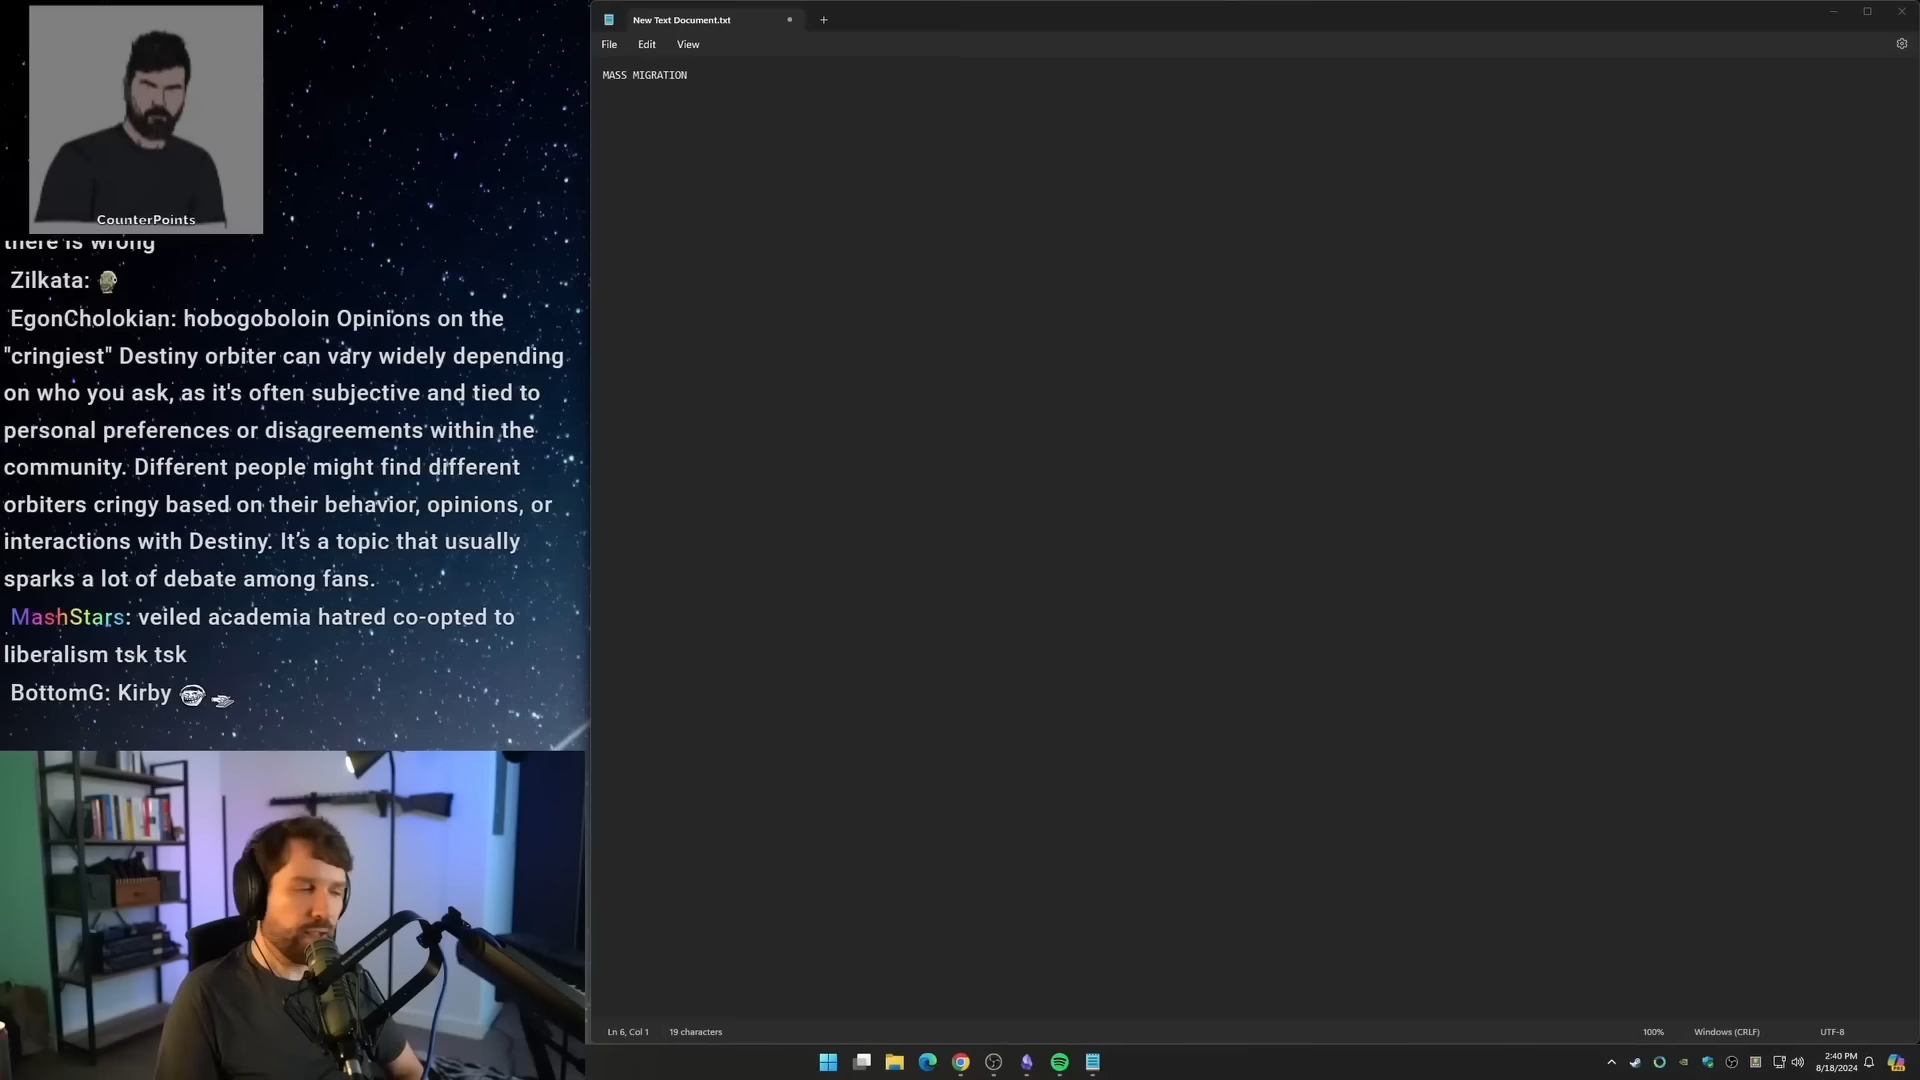 CounterPoints
there is wrong
Zilkata:
EgonCholokian: hobogoboloin Opinions on the
"cringiest" Destiny orbiter can vary widely depending
on who you ask, as it's often subjective and tied to
personal preferences or disagreements within the
community. Different people might find different
orbiters cringy based on their behavior, opinions, or
interactions with Destiny. It’s a topic that usually
sparks a lot of debate among fans.
MashStars: veiled academia hatred co-opted to
liberalism tsk tsk
BottomG: Kirby
New Text Document.txt
File Edit View
MASS MIGRATION
Ln 6, Col 1 19 characters 100% Windows (CRLF) UTF-8
2:40 PM
8/18/2024